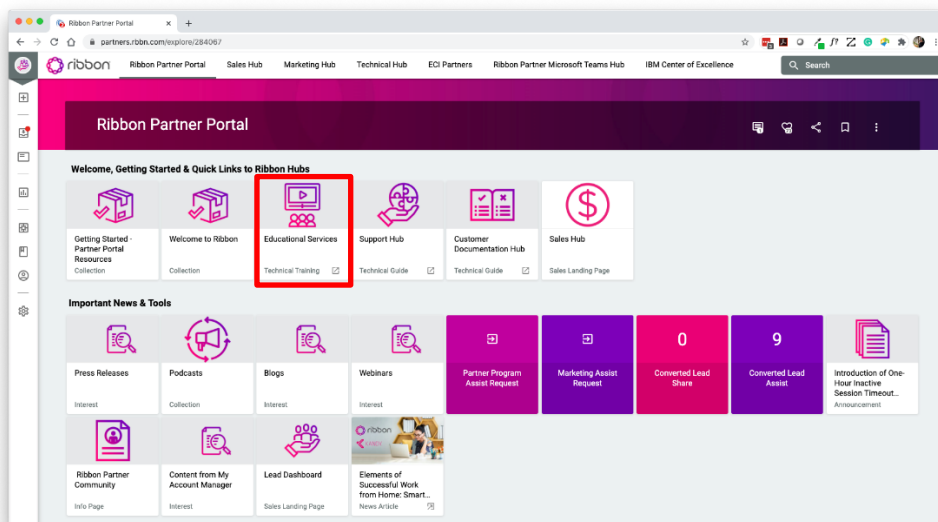 Ribbon Partner Portal
partners.rbbn.com/explore/284067
ribbon
Ribbon Partner Portal
Sales Hub
Marketing Hub
Technical Hub
ECI Partners
Ribbon Partner Microsoft Teams Hub
IBM Center of Excellence
Search
Ribbon Partner Portal
Welcome, Getting Started & Quick Links to Ribbon Hubs
Getting Started -
Partner Portal
Resources
Collection
Welcome to Ribbon
Collection
Educational Services
Technical Training
Support Hub
Technical Guide
Customer
Documentation Hub
Technical Guide
Sales Hub
Sales Landing Page
Important News & Tools
Press Releases
Interest
Podcasts
Collection
Blogs
Interest
Webinars
Interest
Partner Program
Assist Request
Marketing Assist
Request
0
Converted Lead
Share
9
Converted Lead
Assist
Introduction of One-
Hour Inactive
Session Timeout...
Announcement
Ribbon Partner
Community
Info Page
Content from My
Account Manager
Interest
Lead Dashboard
Sales Landing Page
ribbon
Elements of
Successful Work
from Home: Smart...
News Article